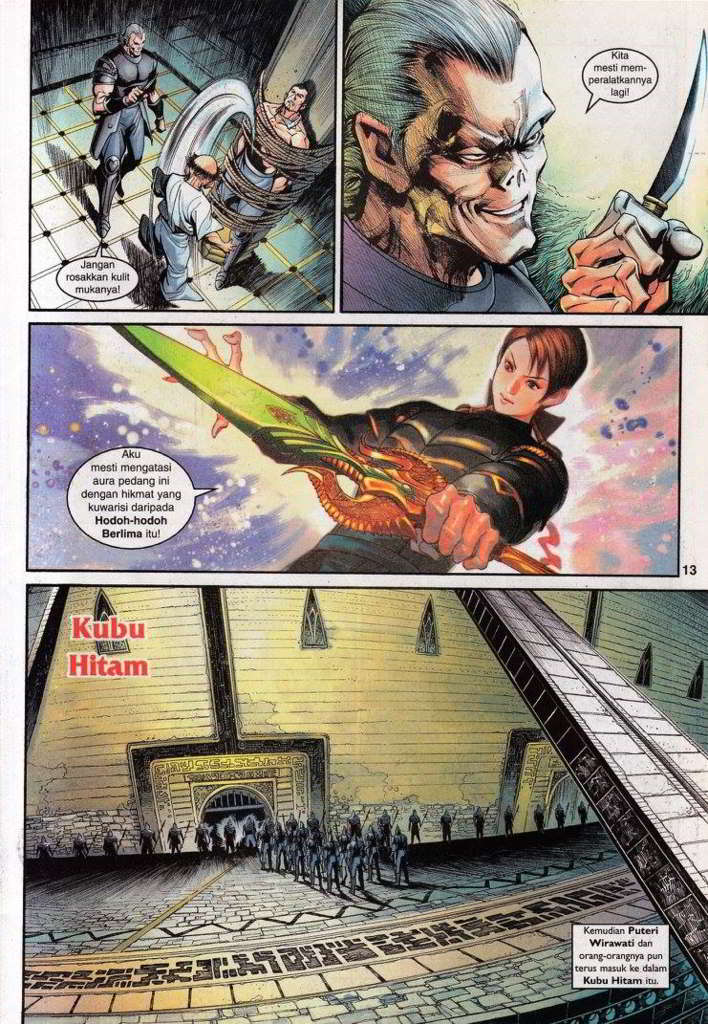 Jangan
rosakkan kulit
mukanya!
Kita
mesti mem-
peralatkannya
lagi!
Aku
mesti mengatasi
aura pedang ini
dengan hikmat yang
kuwarisi daripada
Hodoh-hodoh
Berlima itu!
13
Kubu
Hitam
Kemudian Puteri
Wirawati dan
orang-orangnya pun
terus masuk ke dalam
Kubu Hitam itu.